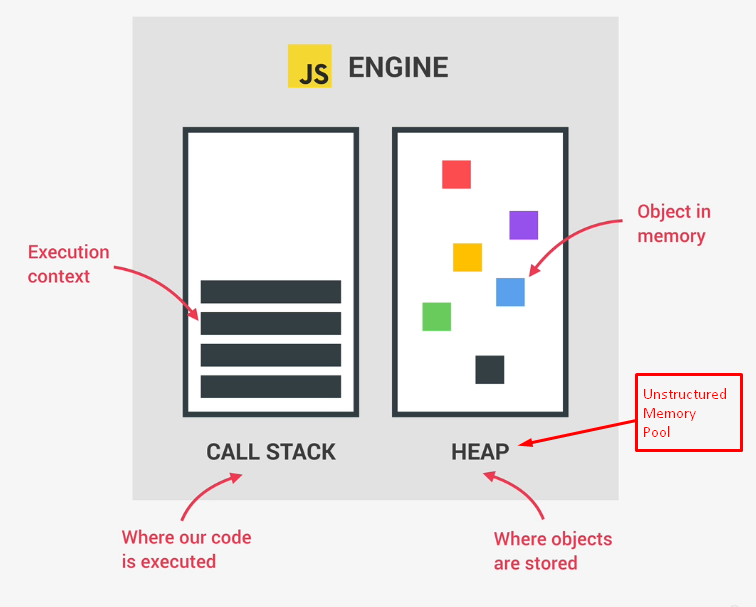 JS ENGINE
Execution
context
Object in
memory
Unstructured
Memory
Pool
CALL STACK
HEAP
Where our code
is executed
Where objects
are stored